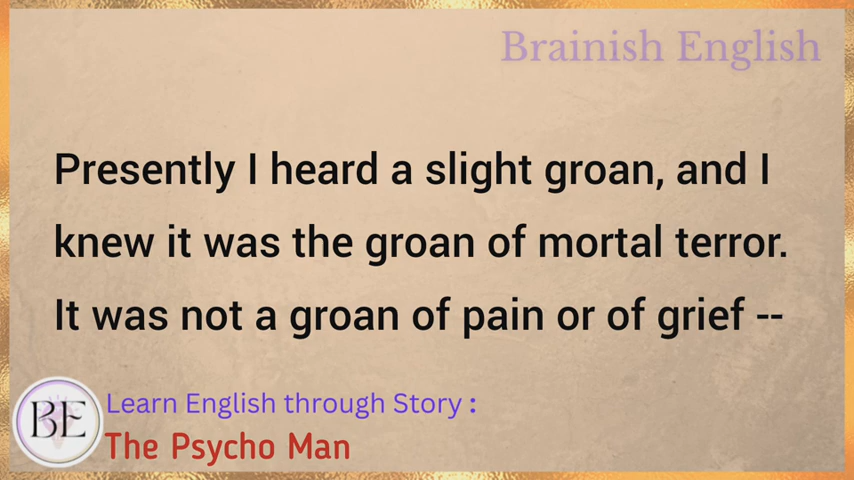 Brainish English
Presently I heard a slight groan, and I
knew it was the groan of mortal terror.
It was not a groan of pain or of grief --
BE
Learn English through Story :
The Psycho Man